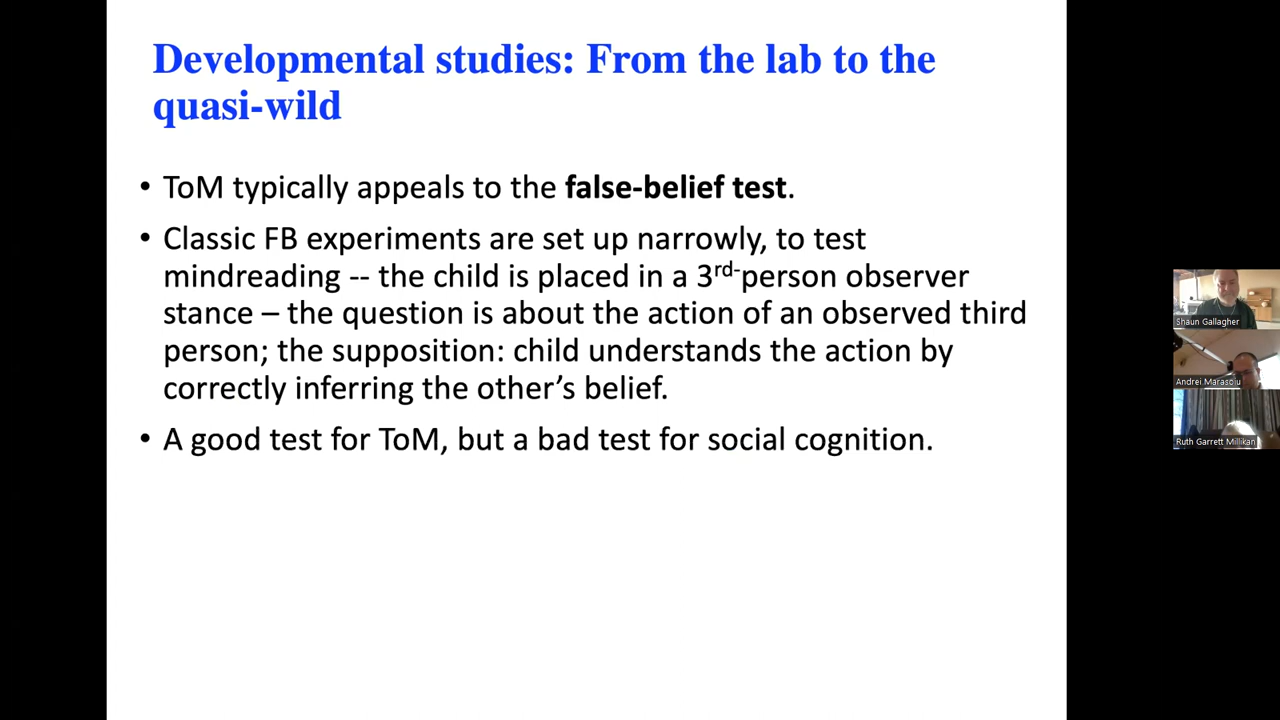 Developmental studies: From the lab to the
quasi-wild
• ToM typically appeals to the false-belief test.
• Classic FB experiments are set up narrowly, to test
mindreading -- the child is placed in a 3rd-person observer
stance – the question is about the action of an observed third
person; the supposition: child understands the action by
correctly inferring the other’s belief.
• A good test for ToM, but a bad test for social cognition.
Shaun Gallagher
Andrei Marasoiu
Ruth Garrett Millikan